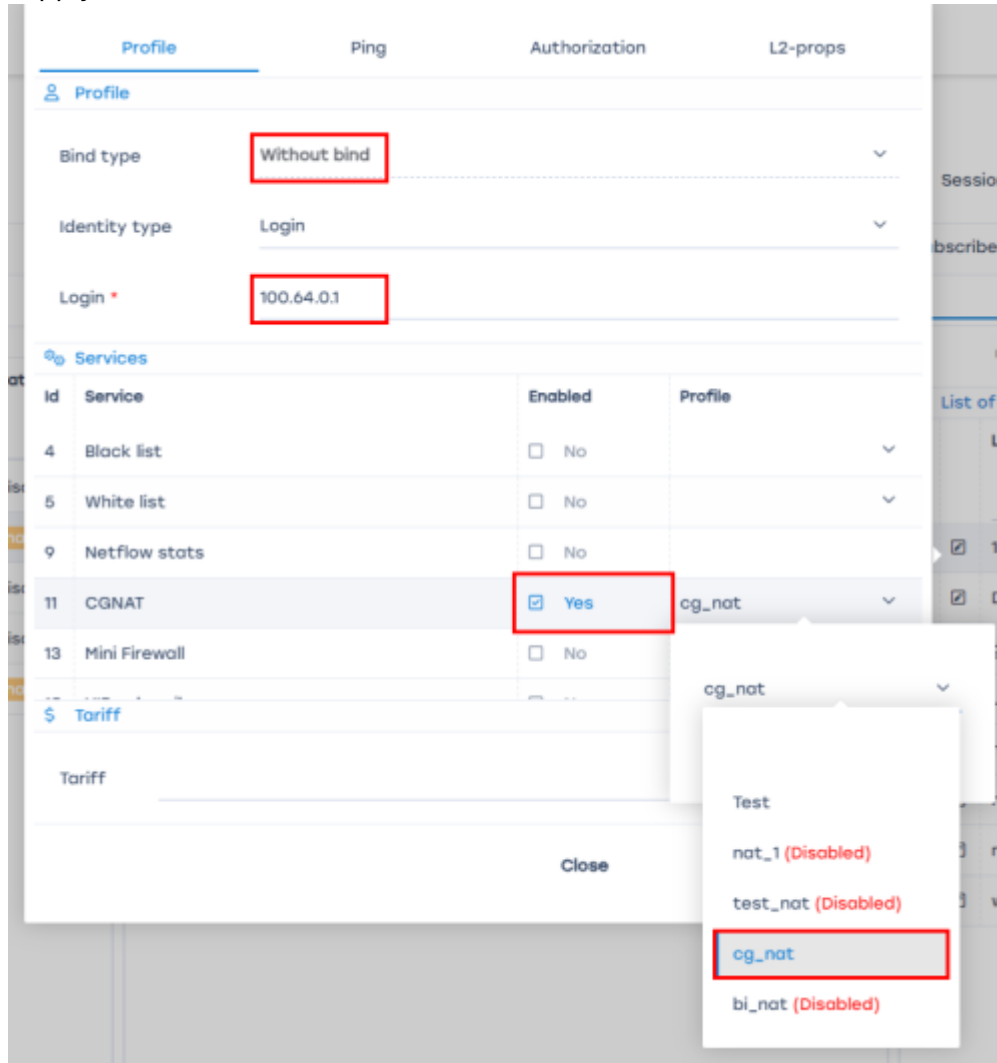 Profile Ping Authorization L2-props
Profile
Bind type Without bind
Identity type Login
Login * 100.64.0.1
Services
Id Service Enabled Profile
4 Black list No
5 White list No
9 Netflow stats No
11 CGNAT Yes cg_nat
13 Mini Firewall No
cg_nat
$ Tariff
Tariff
Test
nat_1 (Disabled)
test_nat (Disabled)
cg_nat
bi_nat (Disabled)
Close
List of